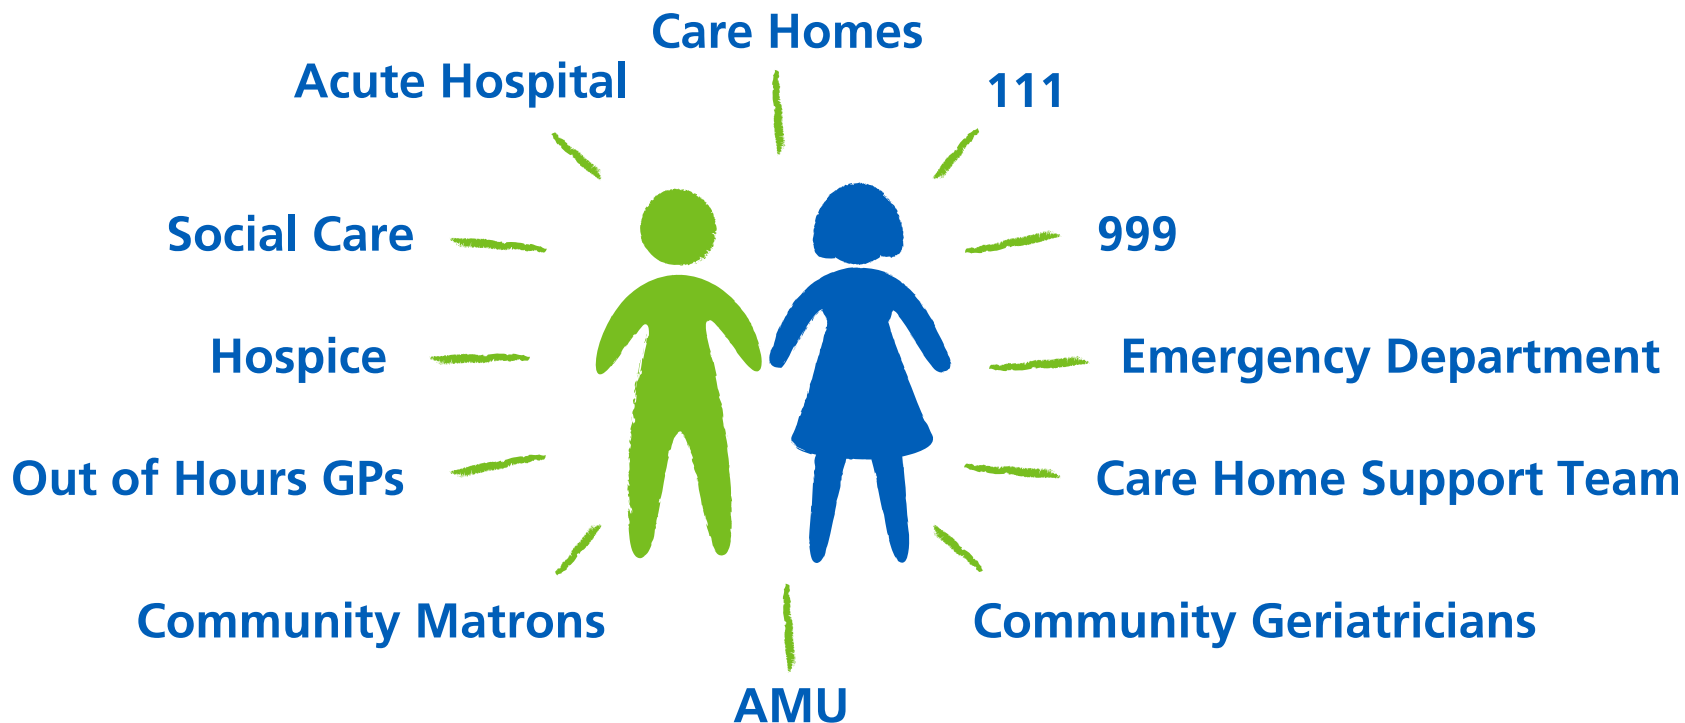 Care Homes
Acute Hospital
111
Social Care
999
Hospice
Emergency Department
Out of Hours GPs
Care Home Support Team
Community Matrons
Community Geriatricians
AMU